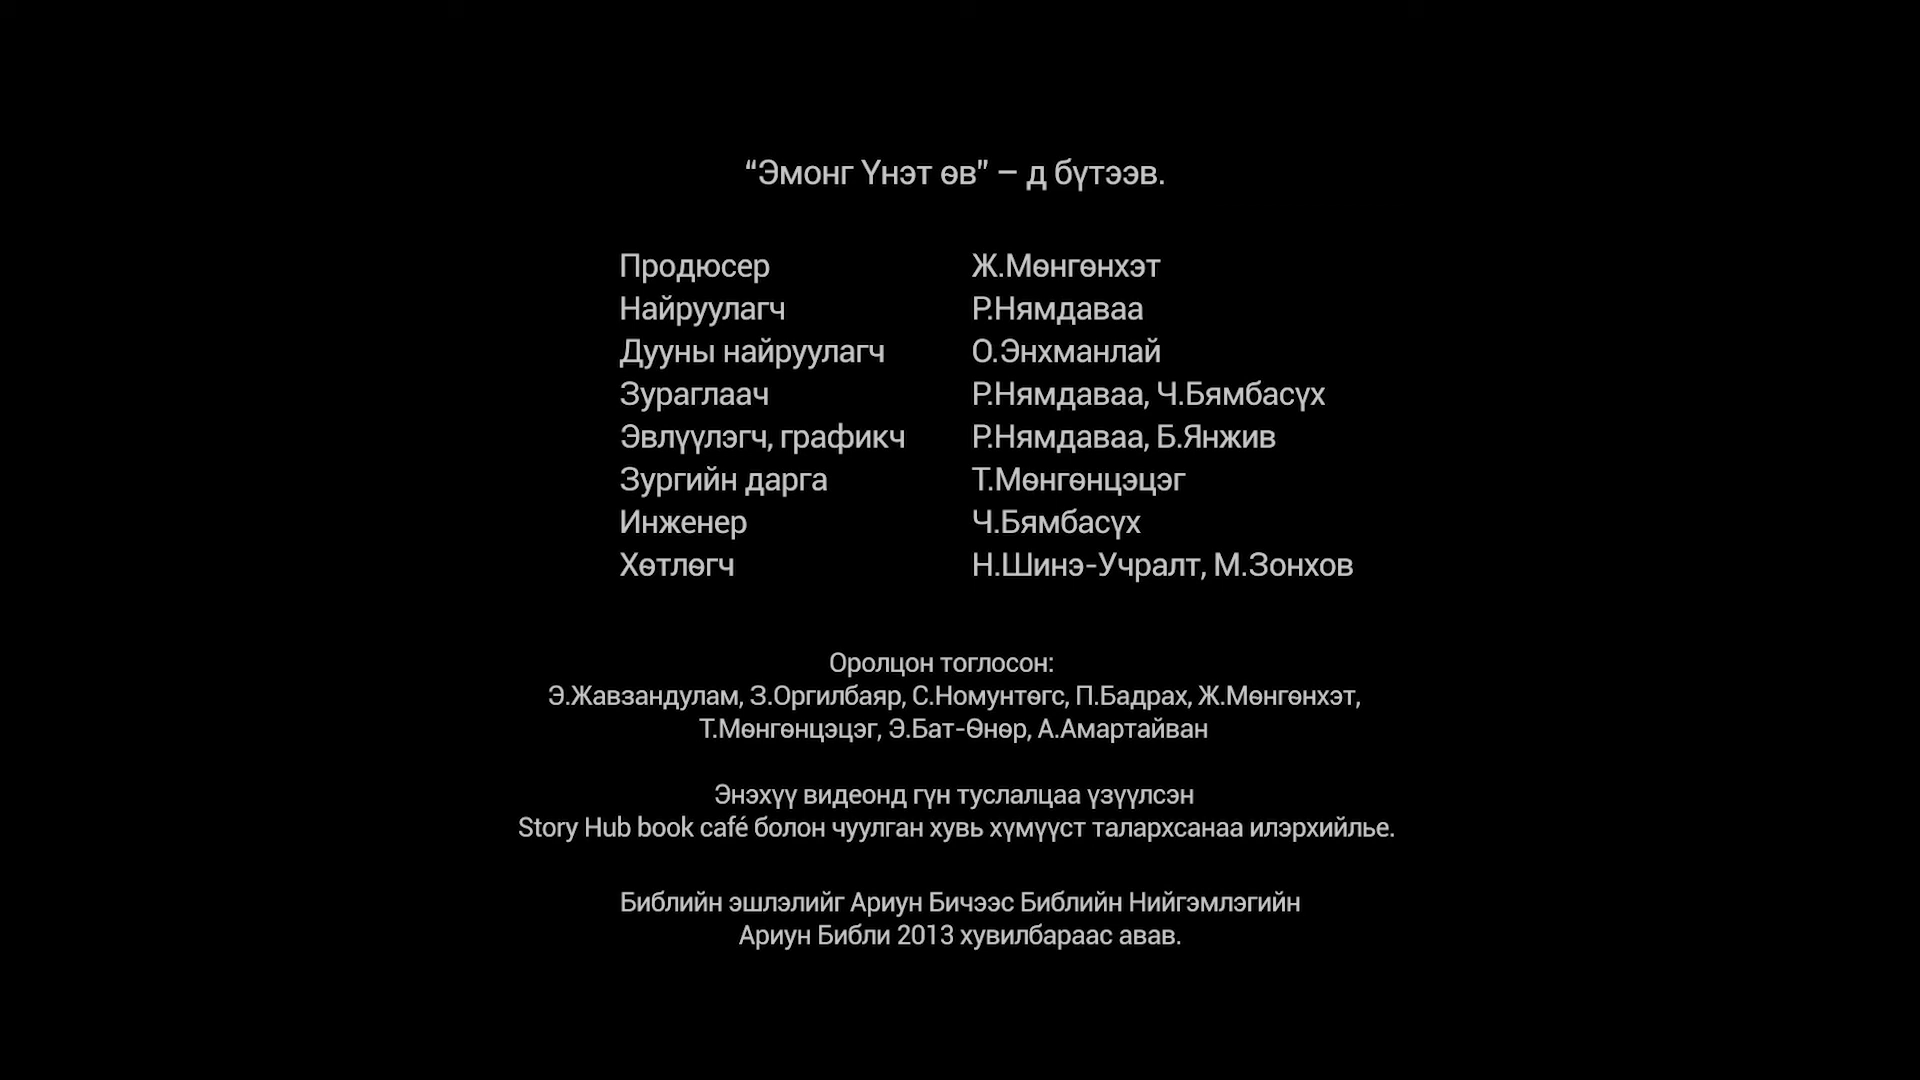 “Эмонг Үнэт өв” – д бүтээв.
Продюсер Ж.Мөнгөнхэт
Найруулагч Р.Нямдаваа
Дууны найруулагч О.Энхманлай
Зураглаач Р.Нямдаваа, Ч.Бямбасүх
Эвлүүлэгч, графикч Р.Нямдаваа, Б.Янжив
Зургийн дарга Т.Мөнгөнцэцэг
Инженер Ч.Бямбасүх
Хөтлөгч Н.Шинэ-Учралт, М.Зонхов
Оролцон тоглосон:
Э.Жавзандулам, З.Оргилбаяр, С.Номунтөгс, П.Бадрах, Ж.Мөнгөнхэт,
Т.Мөнгөнцэцэг, Э.Бат-Өнөр, А.Амартайван
Энэхүү видеонд гүн туслалцаа үзүүлсэн
Story Hub book café болон чуулган хувь хүмүүст талархсанаа илэрхийлье.
Библийн эшлэлийг Ариун Бичээс Библийн Нийгэмлэгийн
Ариун Библи 2013 хувилбараас авав.